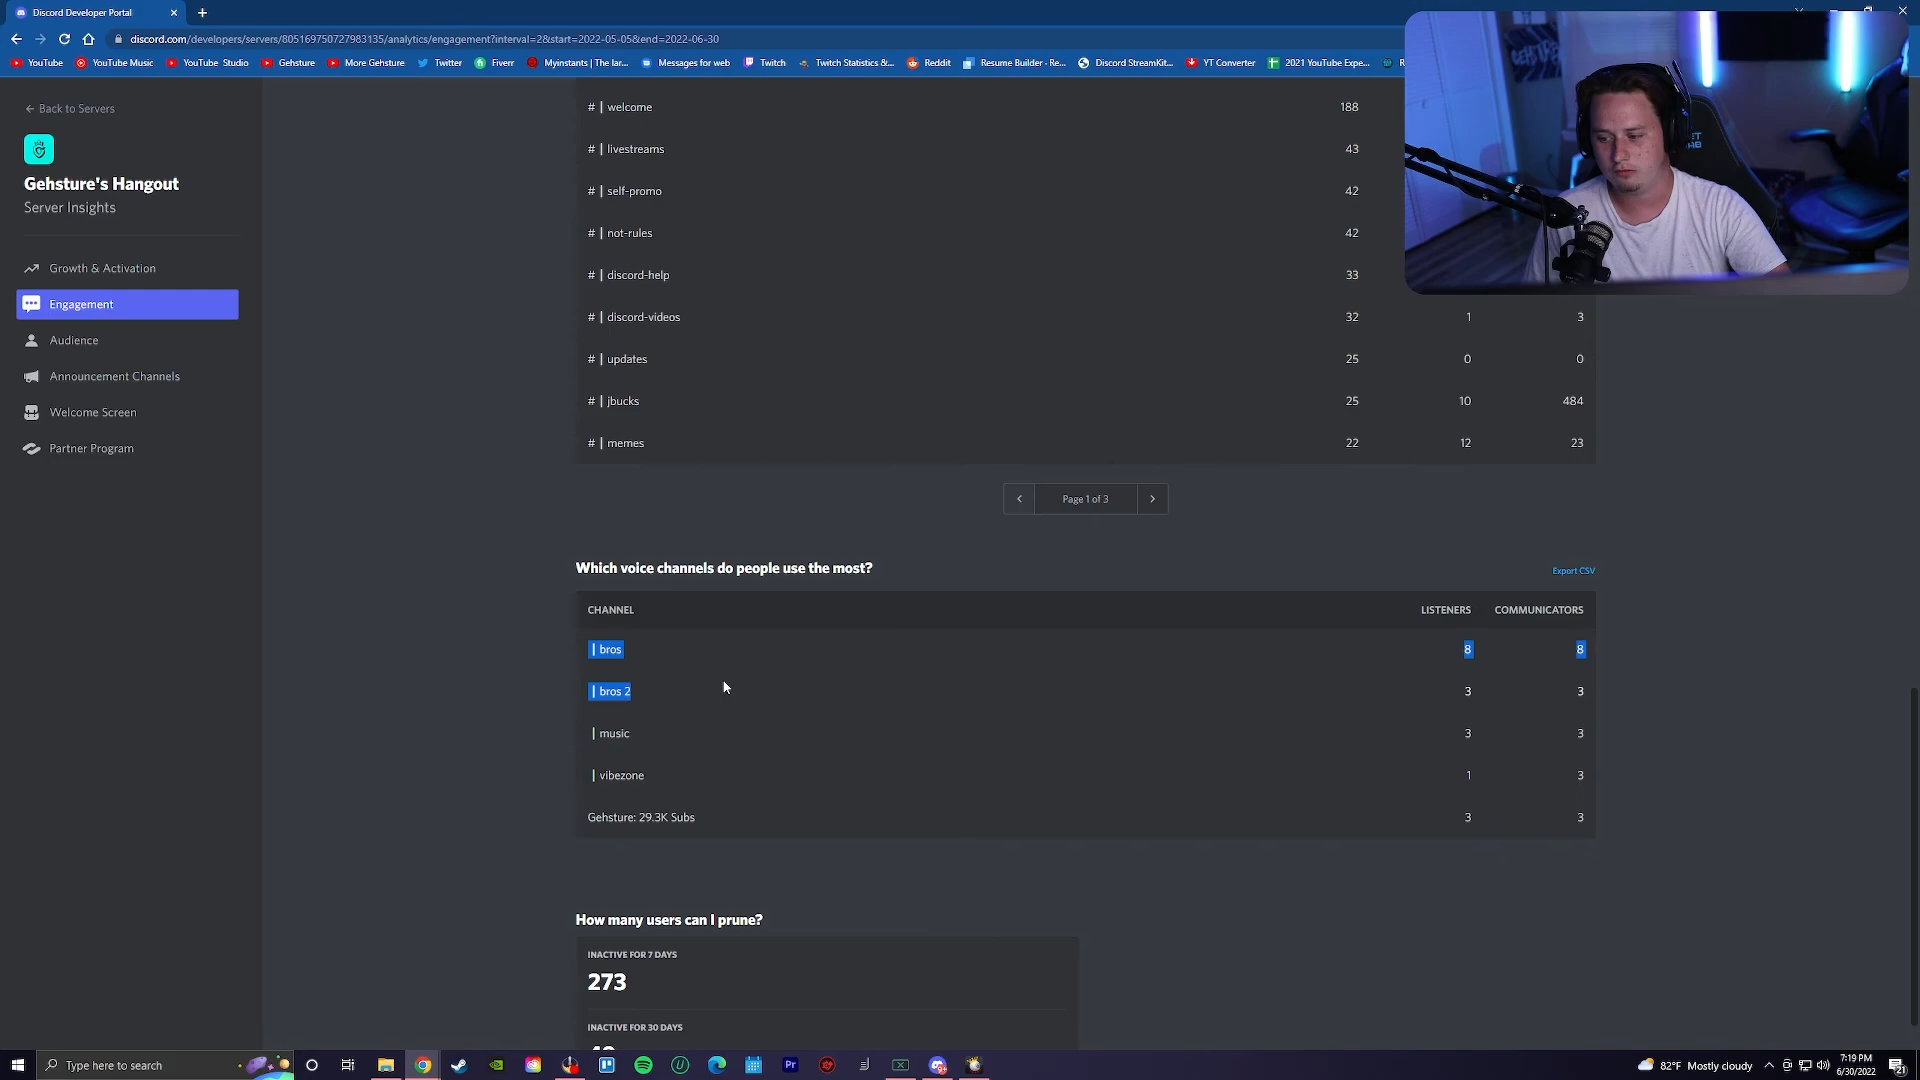 Discord Developer Portal
discord.com/developers/servers/805169750727983135/analytics/engagement?interval=2&start=2022-05-05&end=2022-06-30
YouTube YouTube Music YouTube Studio Gehsture More Gehsture Twitter Fiverr Myinstants | The lar... Messages for web Twitch Twitch Statistics &... Reddit Resume Builder - Re... Discord StreamKit... YT Converter 2021 YouTube Expe...
Back to Servers
Gehsture's Hangout
Server Insights
Growth & Activation
Engagement
Audience
Announcement Channels
Welcome Screen
Partner Program
# | welcome 188
# | livestreams 43
# | self-promo 42
# | not-rules 42
# | discord-help 33
# | discord-videos 32 1 3
# | updates 25 0 0
# | jbucks 25 10 484
# | memes 22 12 23
Page 1 of 3
Which voice channels do people use the most?
Export CSV
CHANNEL LISTENERS COMMUNICATORS
| bros 8 8
| bros 2 3 3
| music 3 3
| vibezone 1 3
Gehsture: 29.3K Subs 3 3
How many users can I prune?
INACTIVE FOR 7 DAYS
273
INACTIVE FOR 30 DAYS
Type here to search
82°F Mostly cloudy
7:19 PM
6/30/2022
21